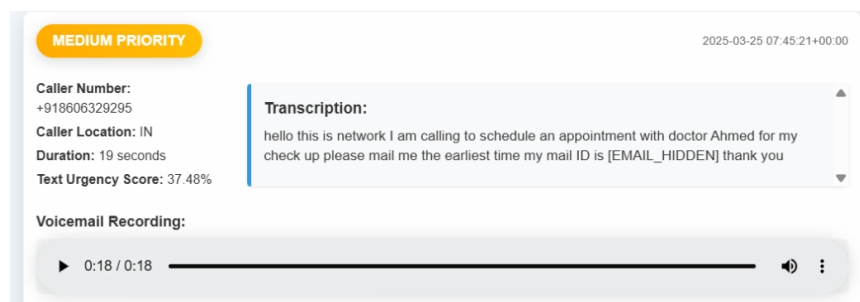 MEDIUM PRIORITY
2025-03-25 07:45:21+00:00
Caller Number:
+918606329295
Caller Location: IN
Duration: 19 seconds
Text Urgency Score: 37.48%
Transcription:
hello this is network I am calling to schedule an appointment with doctor Ahmed for my
check up please mail me the earliest time my mail ID is [EMAIL_HIDDEN] thank you
Voicemail Recording:
0:18 / 0:18